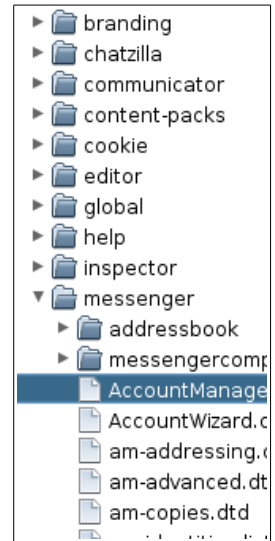 branding
chatzilla
communicator
content-packs
cookie
editor
global
help
inspector
messenger
addressbook
messengercomp
AccountManage
AccountWizard.d
am-addressing.d
am-advanced.dt
am-copies.dtd